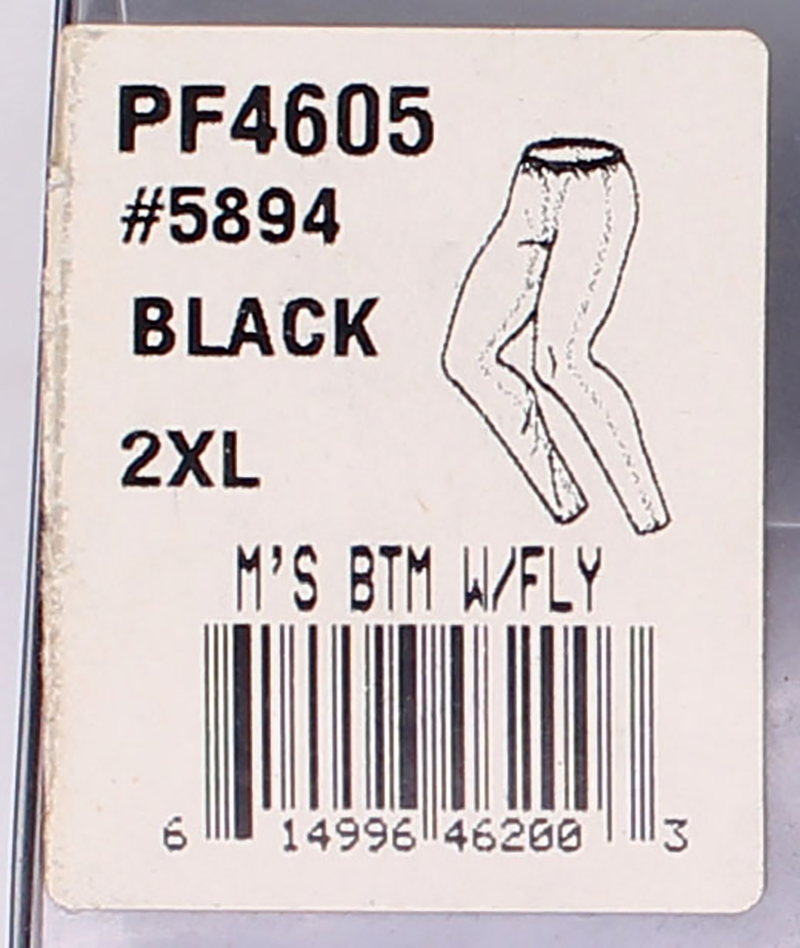 PF4605
#5894
BLACK
2XL
M'S BTM W/FLY
6 14996 46200 3